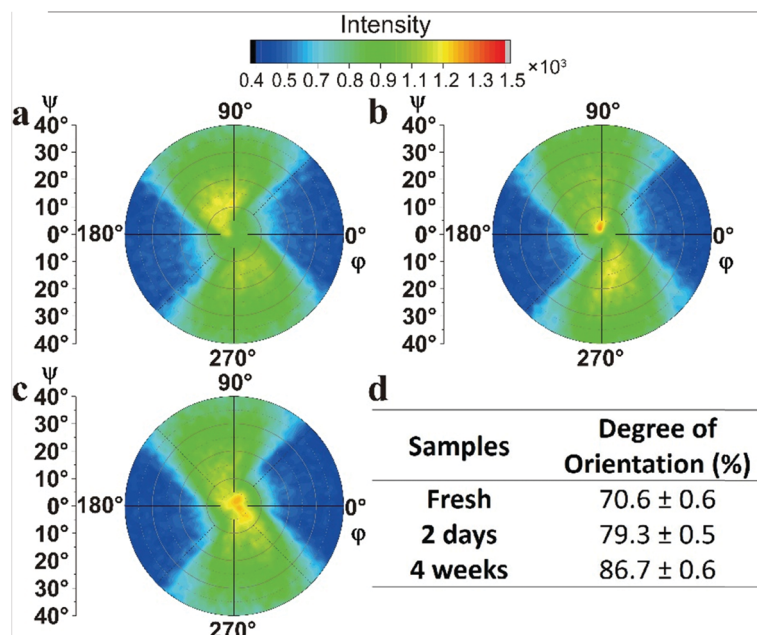 Intensity
0.4 0.5 0.7 0.8 0.9 1.1 1.2 1.3 1.5 ×10³
a
ψ
40°
30°
20°
10°
0°
10°
20°
30°
40°
90°
180°
0°
φ
270°
b
ψ
40°
30°
20°
10°
0°
10°
20°
30°
40°
90°
180°
0°
φ
270°
c
ψ
40°
30°
20°
10°
0°
10°
20°
30°
40°
90°
180°
0°
φ
270°
d
Samples Degree of
Orientation (%)
Fresh 70.6 ± 0.6
2 days 79.3 ± 0.5
4 weeks 86.7 ± 0.6